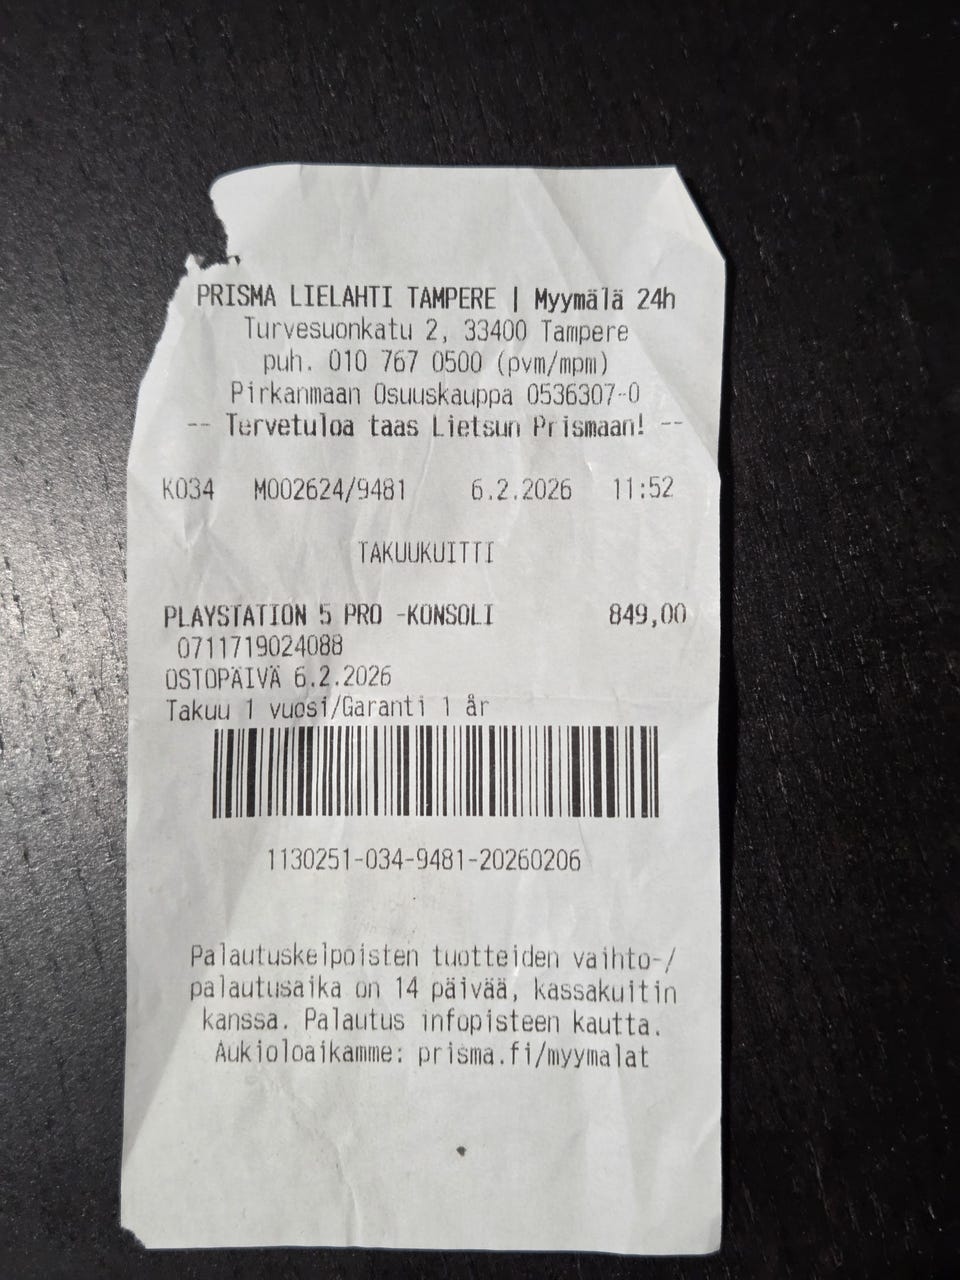 PRISMA LIELAHTI TAMPERE | Myymälä 24h
Turvesuonkatu 2, 33400 Tampere
puh. 010 767 0500 (pvm/mpm)
Pirkanmaan Osuuskauppa 0536307-0
-- Tervetuloa taas Lietsun Prismaan! --
K034 M002624/9481 6.2.2026 11:52
TAKUUKUITTI
PLAYSTATION 5 PRO -KONSOLI 849,00
0711719024088
OSTOPÄIVÄ 6.2.2026
Takuu 1 vuosi/Garanti 1 år
1130251-034-9481-20260206
Palautuskelpoisten tuotteiden vaihto-/
palautusaika on 14 päivää, kassakuitin
kanssa. Palautus infopisteen kautta.
Aukioloaikamme: prisma.fi/myymalat